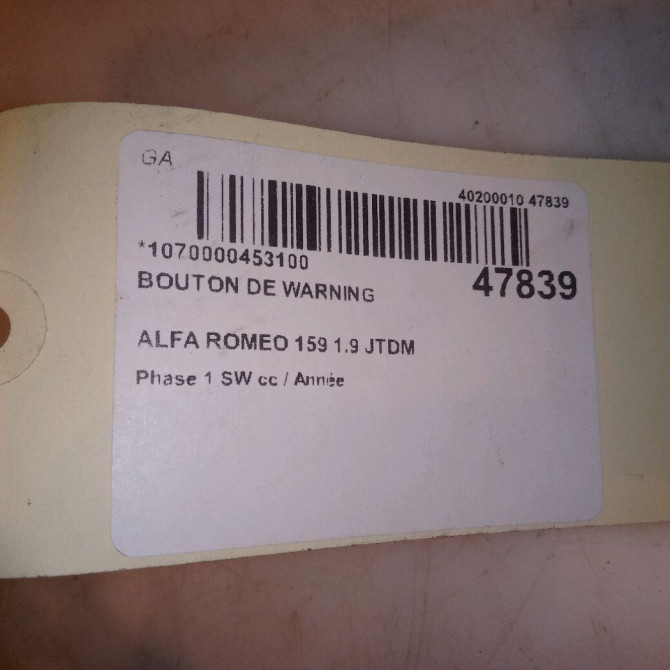 GA
40200010 47839
*1070000453100
47839
BOUTON DE WARNING
ALFA ROMEO 159 1.9 JTDM
Phase 1 SW cc / Année